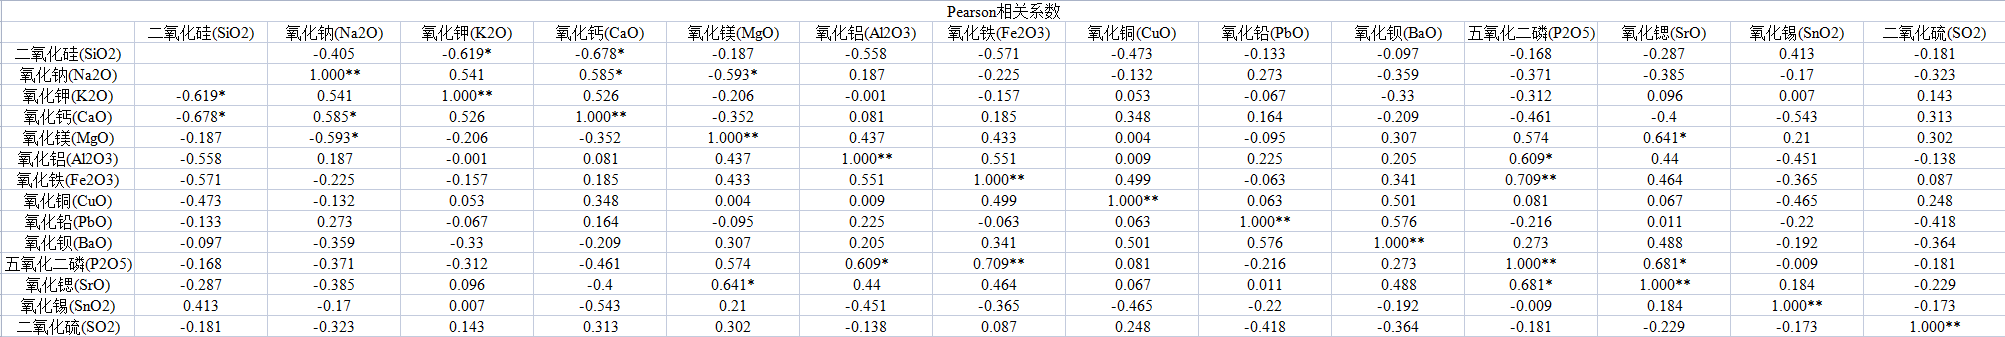 Pearson相关系数
二氧化硅(SiO2) 氧化钠(Na2O) 氧化钾(K2O) 氧化钙(CaO) 氧化镁(MgO) 氧化铝(Al2O3) 氧化铁(Fe2O3) 氧化铜(CuO) 氧化铅(PbO) 氧化钡(BaO) 五氧化二磷(P2O5) 氧化锶(SrO) 氧化锡(SnO2) 二氧化硫(SO2)
二氧化硅(SiO2) -0.405 -0.619* -0.678* -0.187 -0.558 -0.571 -0.473 -0.133 -0.097 -0.168 -0.287 0.413 -0.181
氧化钠(Na2O) 1.000** 0.541 0.585* -0.593* 0.187 -0.225 -0.132 0.273 -0.359 -0.371 -0.385 -0.17 -0.323
氧化钾(K2O) -0.619* 0.541 1.000** 0.526 -0.206 -0.001 -0.157 0.053 -0.067 -0.33 -0.312 0.096 0.007 0.143
氧化钙(CaO) -0.678* 0.585* 0.526 1.000** -0.352 0.081 0.185 0.348 0.164 -0.209 -0.461 -0.4 -0.543 0.313
氧化镁(MgO) -0.187 -0.593* -0.206 -0.352 1.000** 0.437 0.433 0.004 -0.095 0.307 0.574 0.641* 0.21 0.302
氧化铝(Al2O3) -0.558 0.187 -0.001 0.081 0.437 1.000** 0.551 0.009 0.225 0.205 0.609* 0.44 -0.451 -0.138
氧化铁(Fe2O3) -0.571 -0.225 -0.157 0.185 0.433 0.551 1.000** 0.499 -0.063 0.341 0.709** 0.464 -0.365 0.087
氧化铜(CuO) -0.473 -0.132 0.053 0.348 0.004 0.009 0.499 1.000** 0.063 0.501 0.081 0.067 -0.465 0.248
氧化铅(PbO) -0.133 0.273 -0.067 0.164 -0.095 0.225 -0.063 0.063 1.000** 0.576 -0.216 0.011 -0.22 -0.418
氧化钡(BaO) -0.097 -0.359 -0.33 -0.209 0.307 0.205 0.341 0.501 0.576 1.000** 0.273 0.488 -0.192 -0.364
五氧化二磷(P2O5) -0.168 -0.371 -0.312 -0.461 0.574 0.609* 0.709** 0.081 -0.216 0.273 1.000** 0.681* -0.009 -0.181
氧化锶(SrO) -0.287 -0.385 0.096 -0.4 0.641* 0.44 0.464 0.067 0.011 0.488 0.681* 1.000** 0.184 -0.229
氧化锡(SnO2) 0.413 -0.17 0.007 -0.543 0.21 -0.451 -0.365 -0.465 -0.22 -0.192 -0.009 0.184 1.000** -0.173
二氧化硫(SO2) -0.181 -0.323 0.143 0.313 0.302 -0.138 0.087 0.248 -0.418 -0.364 -0.181 -0.229 -0.173 1.000**